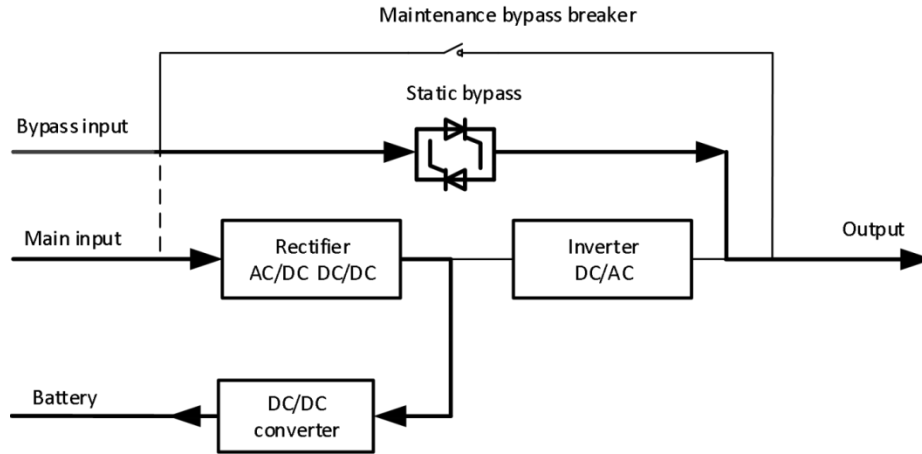 Maintenance bypass breaker
Static bypass
Bypass input
Main input
Rectifier
AC/DC DC/DC
Inverter
DC/AC
Output
Battery
DC/DC
converter